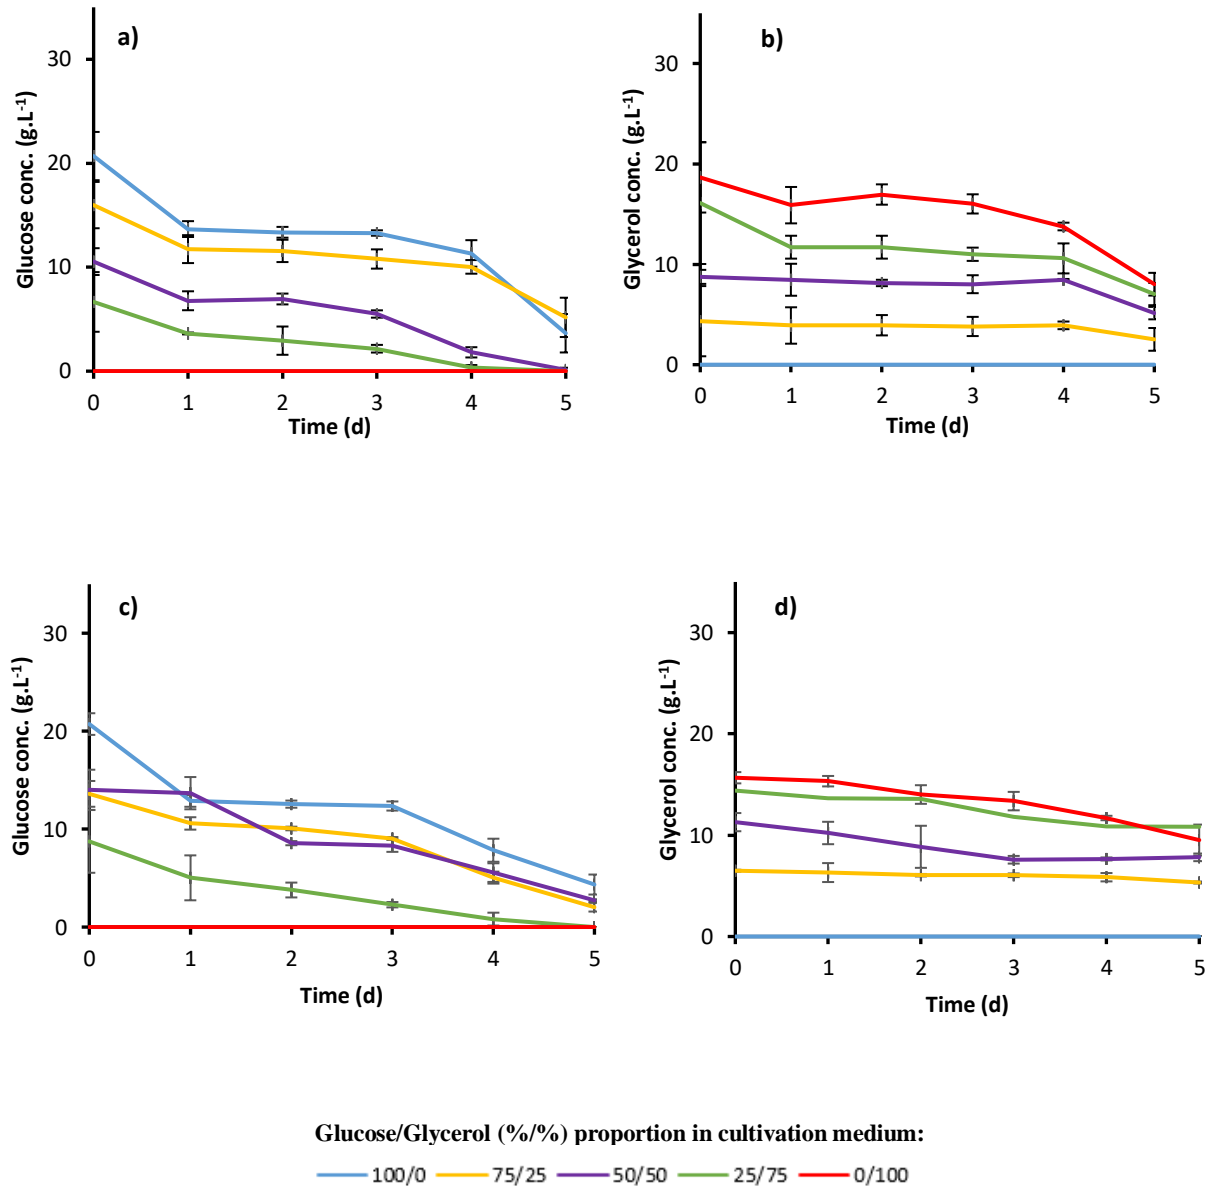 a)
Glucose conc. (g.L⁻¹)
30
20
10
0
0 1 2 3 4 5
Time (d)
b)
Glycerol conc. (g.L⁻¹)
30
20
10
0
0 1 2 3 4 5
Time (d)
c)
Glucose conc. (g.L⁻¹)
30
20
10
0
0 1 2 3 4 5
Time (d)
d)
Glycerol conc. (g.L⁻¹)
30
20
10
0
0 1 2 3 4 5
Time (d)
Glucose/Glycerol (%/%) proportion in cultivation medium:
100/0 75/25 50/50 25/75 0/100